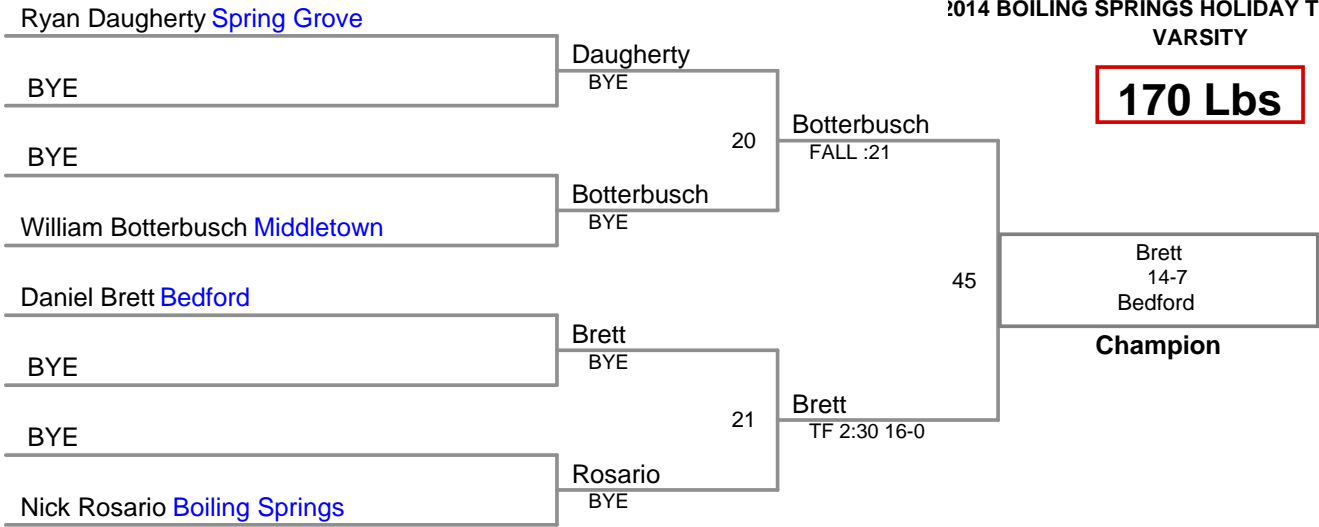 Ryan Daugherty Spring Grove
2014 BOILING SPRINGS HOLIDAY T
VARSITY
Daugherty
BYE
BYE
170 Lbs
20
Botterbusch
FALL :21
BYE
Botterbusch
BYE
William Botterbusch Middletown
Brett
14-7
Bedford
45
Daniel Brett Bedford
Champion
Brett
BYE
BYE
21
Brett
TF 2:30 16-0
BYE
Rosario
BYE
Nick Rosario Boiling Springs